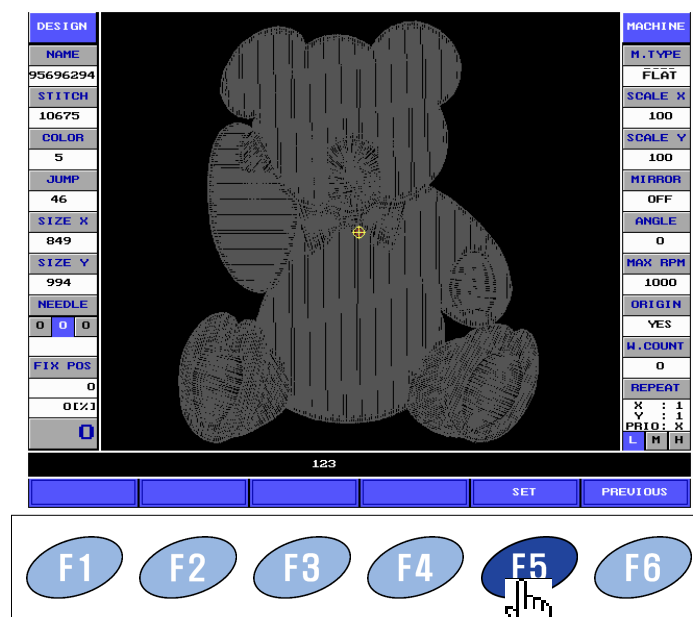 DESIGN
NAME
95696294
STITCH
10675
COLOR
5
JUMP
46
SIZE X
849
SIZE Y
994
NEEDLE
0 0 0
FIX POS
0
0[%]
0
MACHINE
M.TYPE
FLAT
SCALE X
100
SCALE Y
100
MIRROR
OFF
ANGLE
0
MAX RPM
1000
ORIGIN
YES
W.COUNT
0
REPEAT
X : 1
Y : 1
PRIO: X
L M H
123
SET PREVIOUS
F1 F2 F3 F4 F5 F6